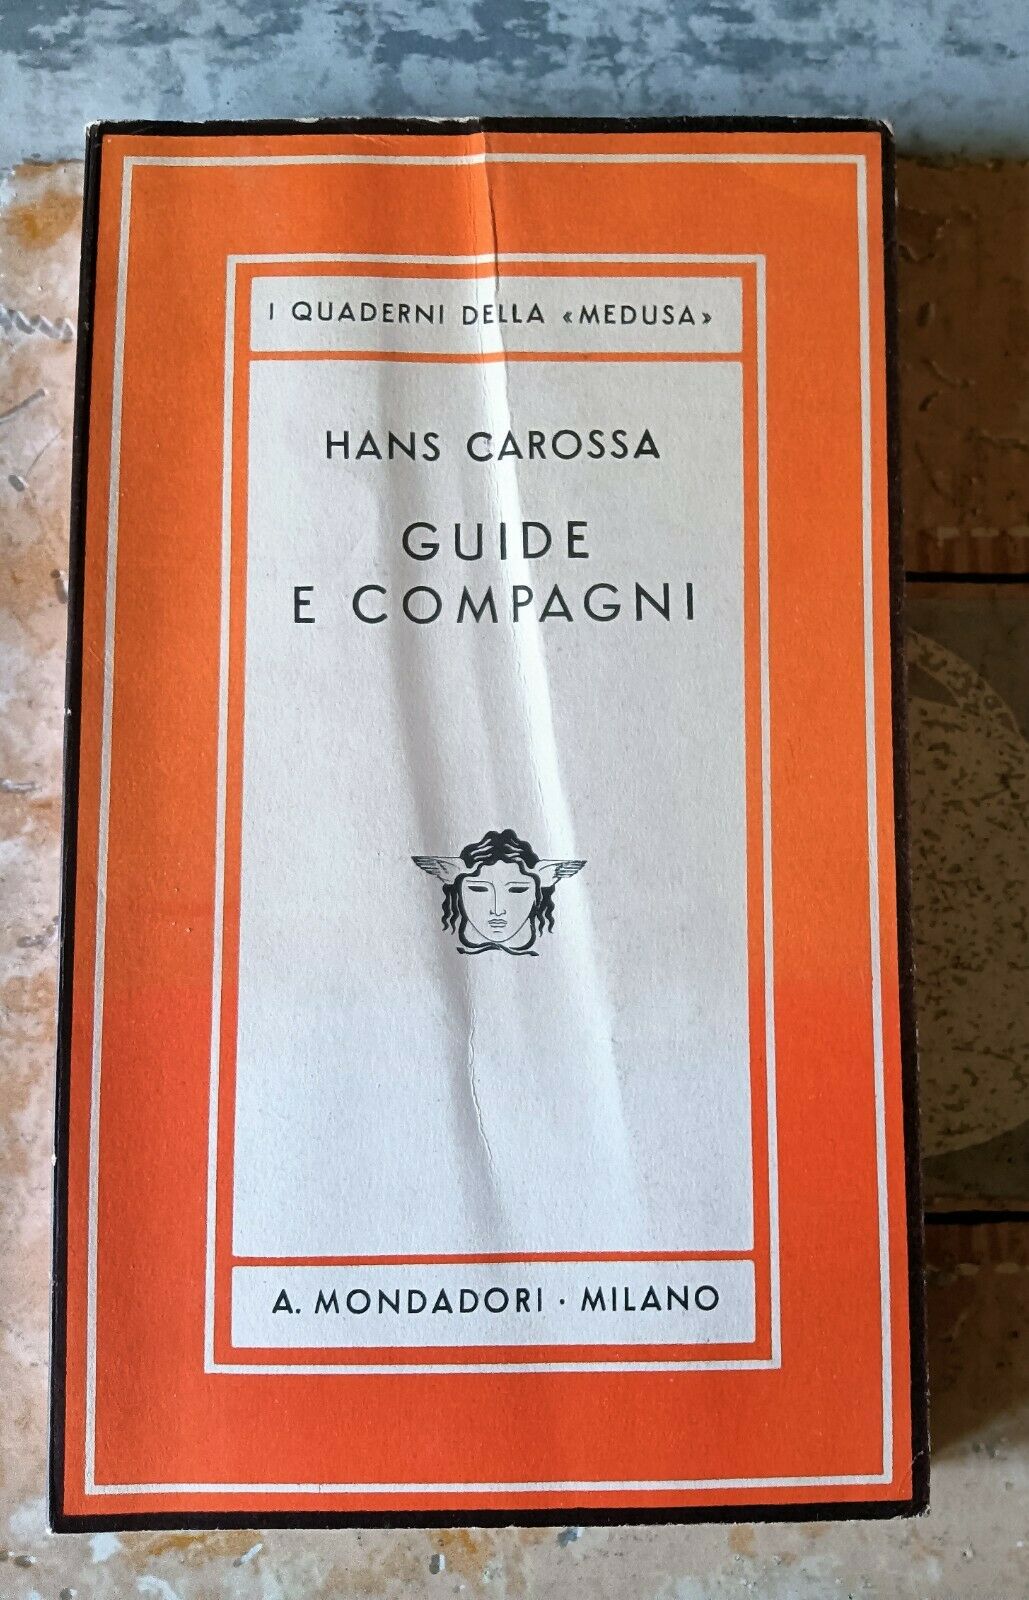 I QUADERNI DELLA «MEDUSA»
HANS CAROSSA
GUIDE
E COMPAGNI
A. MONDADORI · MILANO